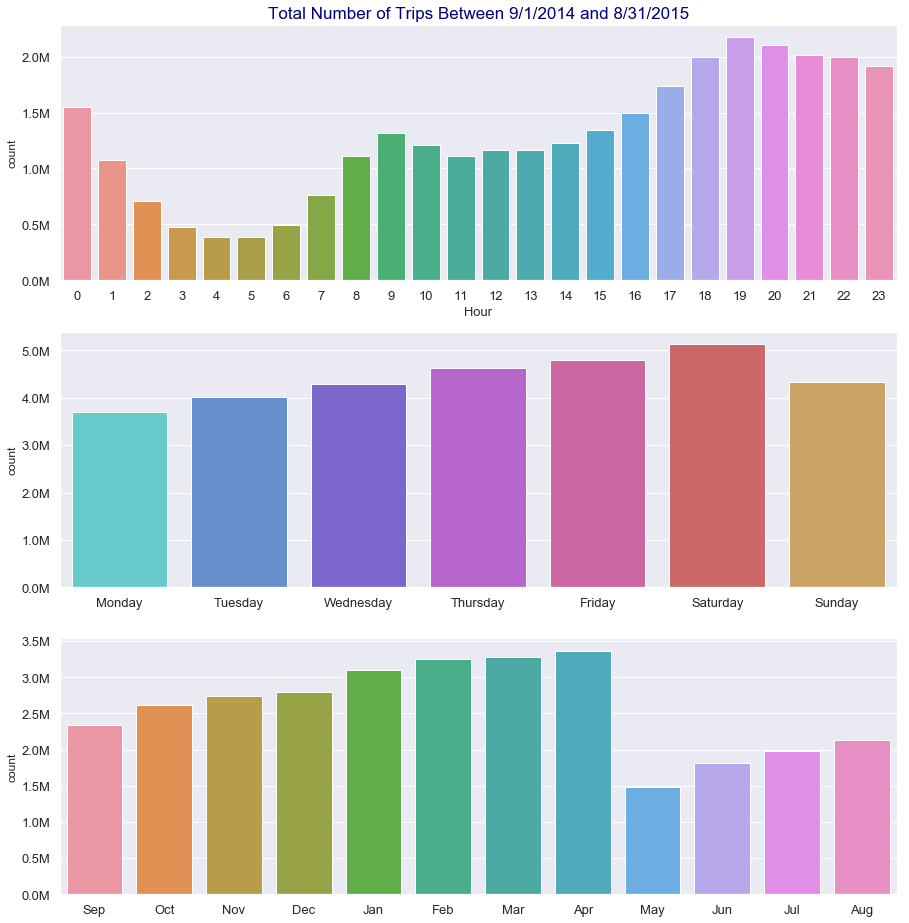 Total Number of Trips Between 9/1/2014 and 8/31/2015
2.0M
1.5M
1.0M
0.5M
0.0M
count
0 1 2 3 4 5 6 7 8 9 10 11 12 13 14 15 16 17 18 19 20 21 22 23
Hour
5.0M
4.0M
3.0M
2.0M
1.0M
0.0M
count
Monday Tuesday Wednesday Thursday Friday Saturday Sunday
3.5M
3.0M
2.5M
2.0M
1.5M
1.0M
0.5M
0.0M
count
Sep Oct Nov Dec Jan Feb Mar Apr May Jun Jul Aug